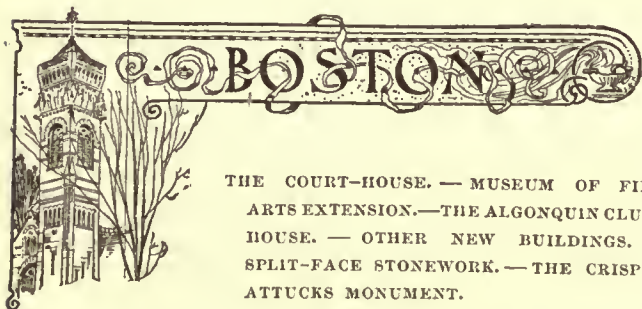 BOSTON
THE COURT-HOUSE. — MUSEUM OF FI
ARTS EXTENSION.—THE ALGONQUIN CLU
HOUSE. — OTHER NEW BUILDINGS.
SPLIT-FACE STONEWORK. — THE CRISP
ATTUCKS MONUMENT.